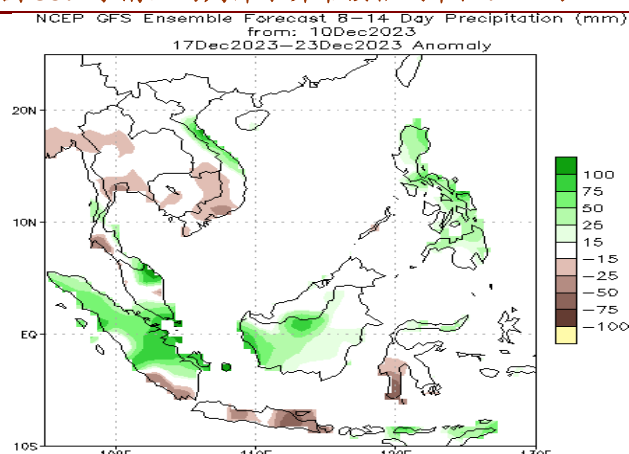 NCEP GFS Ensemble Forecast 8-14 Day Precipitation (mm)
from: 10Dec2023
17Dec2023-23Dec2023 Anomaly
20N
10N
EQ
10S
100
75
50
25
15
-15
-25
-50
-75
-100